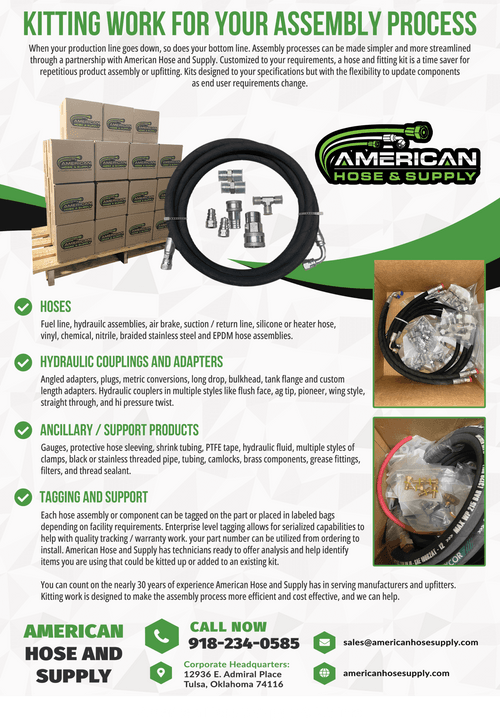 KITTING WORK FOR YOUR ASSEMBLY PROCESS
When your production line goes down, so does your bottom line. Assembly processes can be made simpler and more streamlined
through a partnership with American Hose and Supply. Customized to your requirements, a hose and fitting kit is a time saver for
repetitious product assembly or upfitting. Kits designed to your specifications but with the flexibility to update components
as end user requirements change.
AMERICAN
HOSE & SUPPLY
HOSES
Fuel line, hydrauilc assemblies, air brake, suction / return line, silicone or heater hose,
vinyl, chemical, nitrile, braided stainless steel and EPDM hose assemblies.
HYDRAULIC COUPLINGS AND ADAPTERS
Angled adapters, plugs, metric conversions, long drop, bulkhead, tank flange and custom
length adapters. Hydraulic couplers in multiple styles like flush face, ag tip, pioneer, wing style,
straight through, and hi pressure twist.
ANCILLARY / SUPPORT PRODUCTS
Gauges, protective hose sleeving, shrink tubing, PTFE tape, hydraulic fluid, multiple styles of
clamps, black or stainless threaded pipe, tubing, camlocks, brass components, grease fittings,
filters, and thread sealant.
TAGGING AND SUPPORT
Each hose assembly or component can be tagged on the part or placed in labeled bags
depending on facility requirements. Enterprise level tagging allows for serialized capabilities to
help with quality tracking / warranty work. your part number can be utilized from ordering to
install. American Hose and Supply has technicians ready to offer analysis and help identify
items you are using that could be kitted up or added to an existing kit.
You can count on the nearly 30 years of experience American Hose and Supply has in serving manufacturers and upfitters.
Kitting work is designed to make the assembly process more efficient and cost effective, and we can help.
AMERICAN
HOSE AND
SUPPLY
CALL NOW
918-234-0585
Corporate Headquarters:
12936 E. Admiral Place
Tulsa, Oklahoma 74116
sales@americanhosesupply.com
americanhosesupply.com